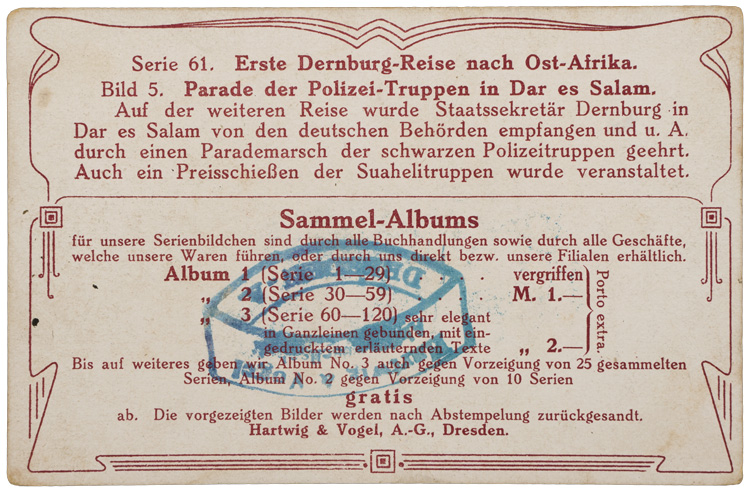 Serie 61. Erste Dernburg-Reise nach Ost-Afrika.
Bild 5. Parade der Polizei-Truppen in Dar es Salam.
Auf der weiteren Reise wurde Staatssekretär Dernburg in
Dar es Salam von den deutschen Behörden empfangen und u. A.
durch einen Parademarsch der schwarzen Polizeitruppen geehrt.
Auch ein Preisschießen der Suahelitruppen wurde veranstaltet.
Sammel-Albums
für unsere Serienbildchen sind durch alle Buchhandlungen sowie durch alle Geschäfte,
welche unsere Waren führen, oder durch uns direkt bezw. unsere Filialen erhältlich.
Album 1 (Serie 1—29) . . . . vergriffen
„ 2 (Serie 30—59) . . . . . M. 1.—
„ 3 (Serie 60—120) sehr elegant
in Ganzleinen gebunden, mit ein-
gedrucktem erläuternden Texte „ 2.—
Porto extra.
Bis auf weiteres geben wir Album No. 3 auch gegen Vorzeigung von 25 gesammelten
Serien, Album No. 2 gegen Vorzeigung von 10 Serien
gratis
ab. Die vorgezeigten Bilder werden nach Abstempelung zurückgesandt.
Hartwig & Vogel, A.-G., Dresden.
DRESDEN